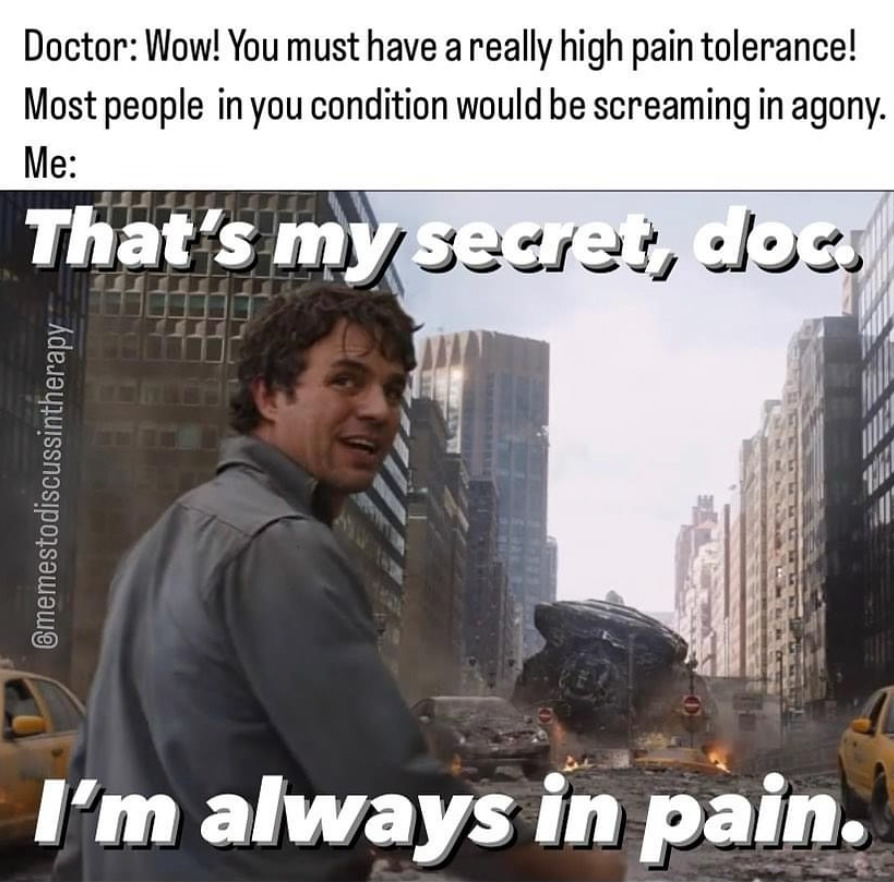 Doctor: Wow! You must have a really high pain tolerance!
Most people in you condition would be screaming in agony.
Me:
That's my secret, doc.
@memestodiscussintherapy
I'm always in pain.